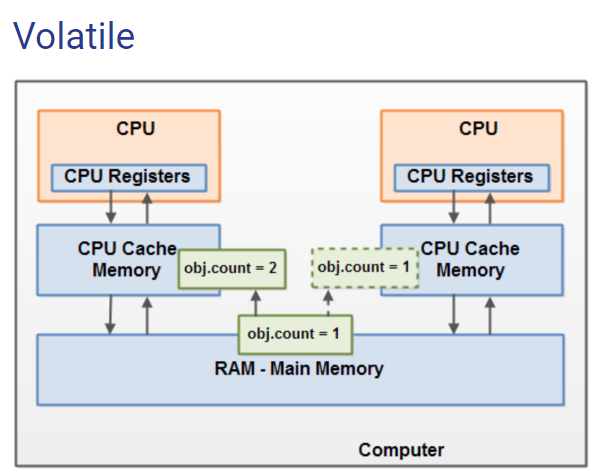 Volatile
CPU
CPU
CPU Registers
CPU Registers
CPU Cache
Memory
obj.count = 2
obj.count = 1
CPU Cache
Memory
obj.count = 1
RAM - Main Memory
Computer